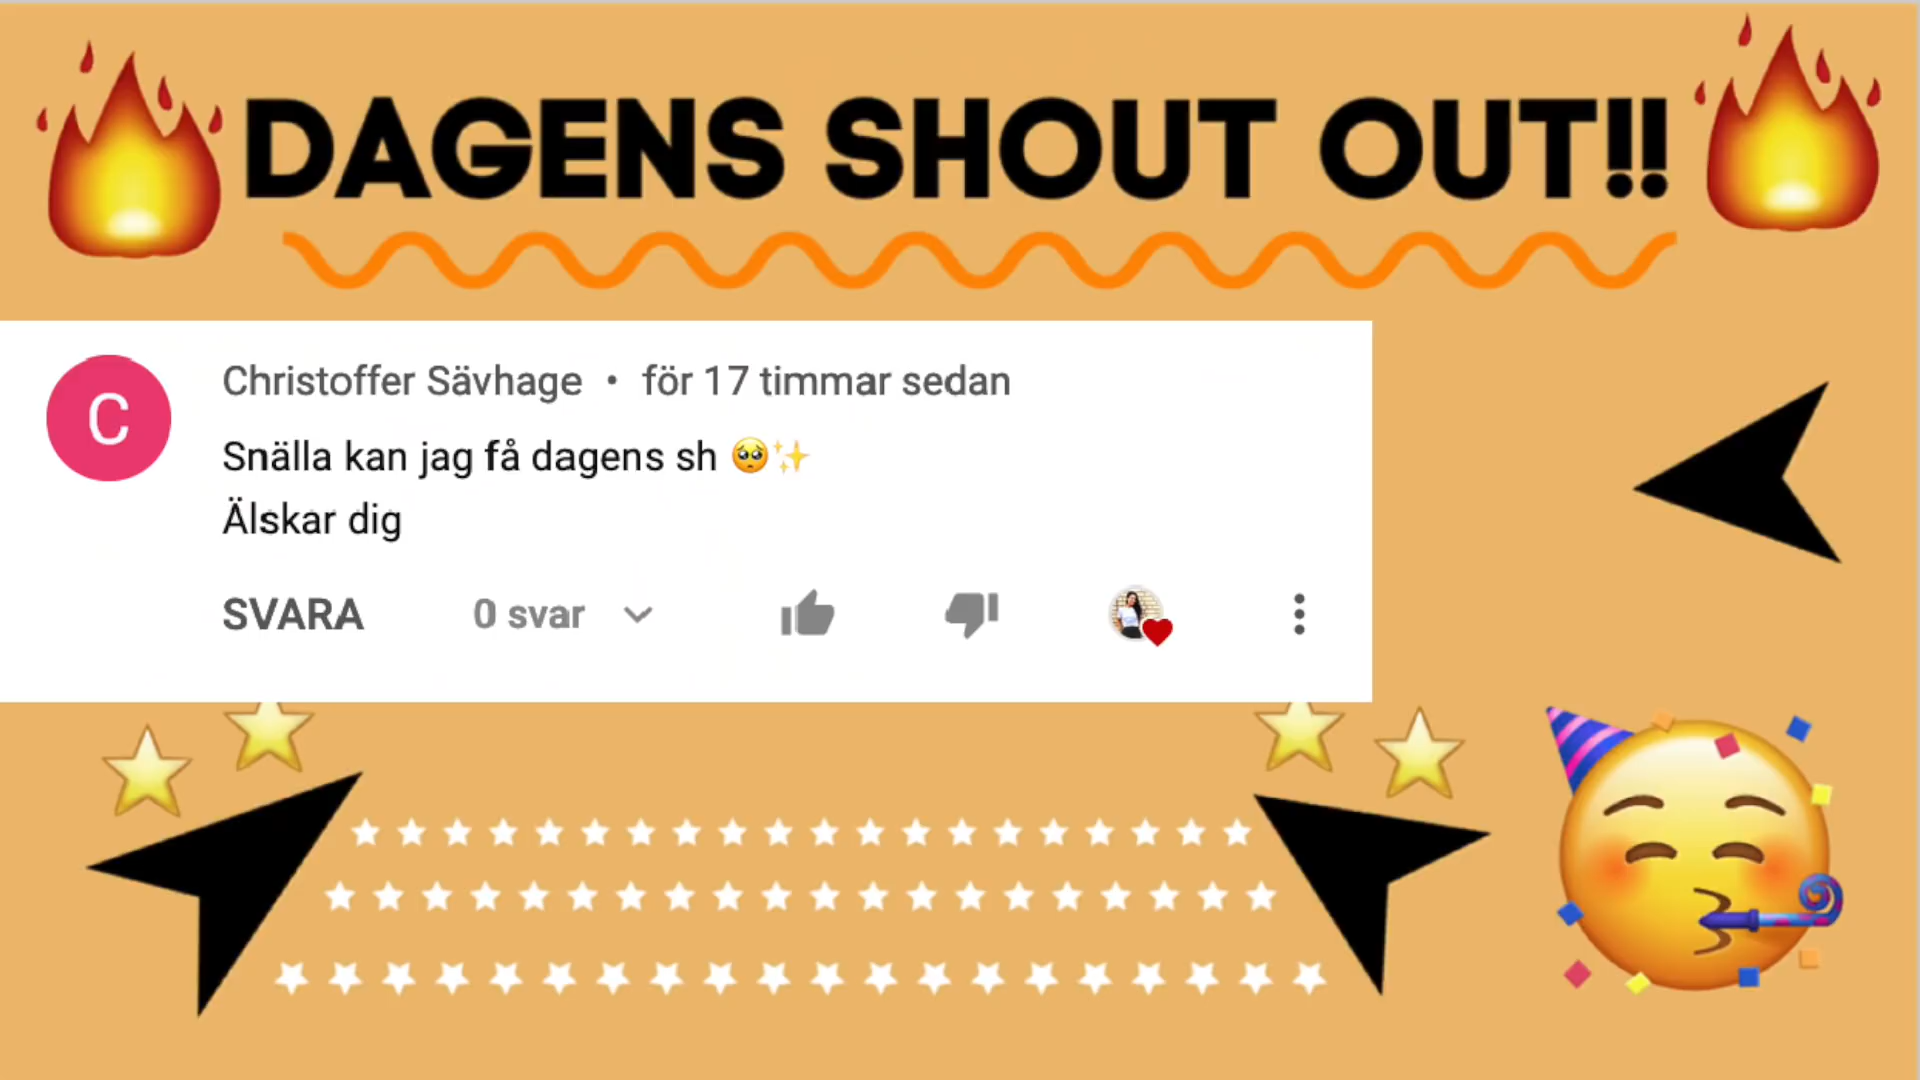 DAGENS SHOUT OUT!!
C
Christoffer Sävhage • för 17 timmar sedan
Snälla kan jag få dagens sh 🥺✨
Älskar dig
SVARA 0 svar